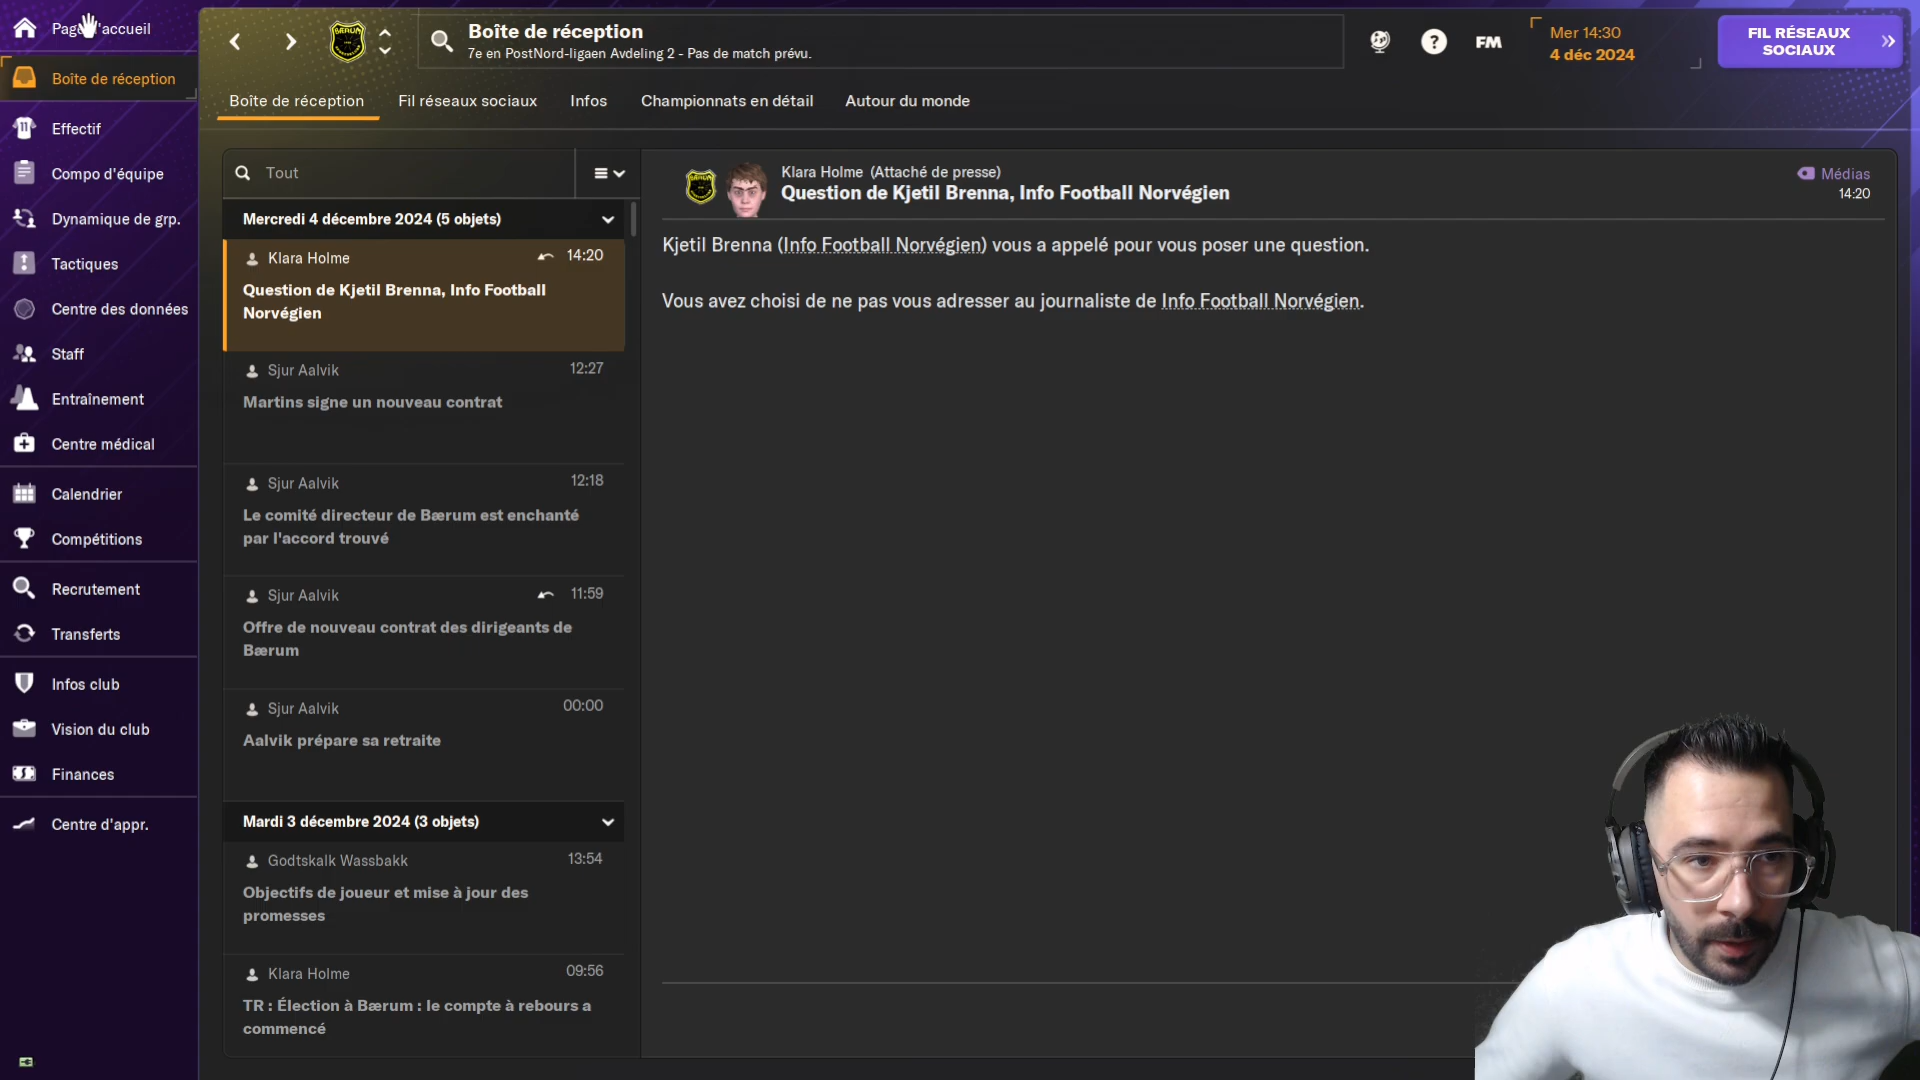 Page d'accueil
Boîte de réception
Effectif
Compo d'équipe
Dynamique de grp.
Tactiques
Centre des données
Staff
Entraînement
Centre médical
Calendrier
Compétitions
Recrutement
Transferts
Infos club
Vision du club
Finances
Centre d'appr.
Boîte de réception
7e en PostNord-ligaen Avdeling 2 - Pas de match prévu.
FM
Mer 14:30
4 déc 2024
FIL RÉSEAUX
SOCIAUX
Boîte de réception Fil réseaux sociaux Infos Championnats en détail Autour du monde
Tout
Mercredi 4 décembre 2024 (5 objets)
Klara Holme 14:20
Question de Kjetil Brenna, Info Football
Norvégien
Sjur Aalvik 12:27
Martins signe un nouveau contrat
Sjur Aalvik 12:18
Le comité directeur de Bærum est enchanté
par l'accord trouvé
Sjur Aalvik 11:59
Offre de nouveau contrat des dirigeants de
Bærum
Sjur Aalvik 00:00
Aalvik prépare sa retraite
Mardi 3 décembre 2024 (3 objets)
Godtskalk Wassbakk 13:54
Objectifs de joueur et mise à jour des
promesses
Klara Holme 09:56
TR : Élection à Bærum : le compte à rebours a
commencé
Klara Holme (Attaché de presse)
Question de Kjetil Brenna, Info Football Norvégien
Médias
14:20
Kjetil Brenna (Info Football Norvégien) vous a appelé pour vous poser une question.
Vous avez choisi de ne pas vous adresser au journaliste de Info Football Norvégien.